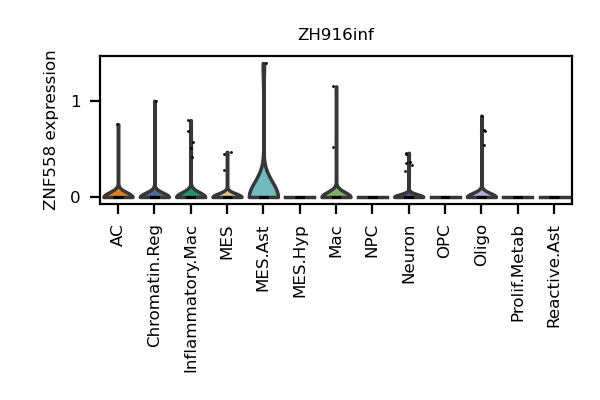 ZH916inf
ZNF558 expression
1
0
AC
Chromatin.Reg
Inflammatory.Mac
MES
MES.Ast
MES.Hyp
Mac
NPC
Neuron
OPC
Oligo
Prolif.Metab
Reactive.Ast